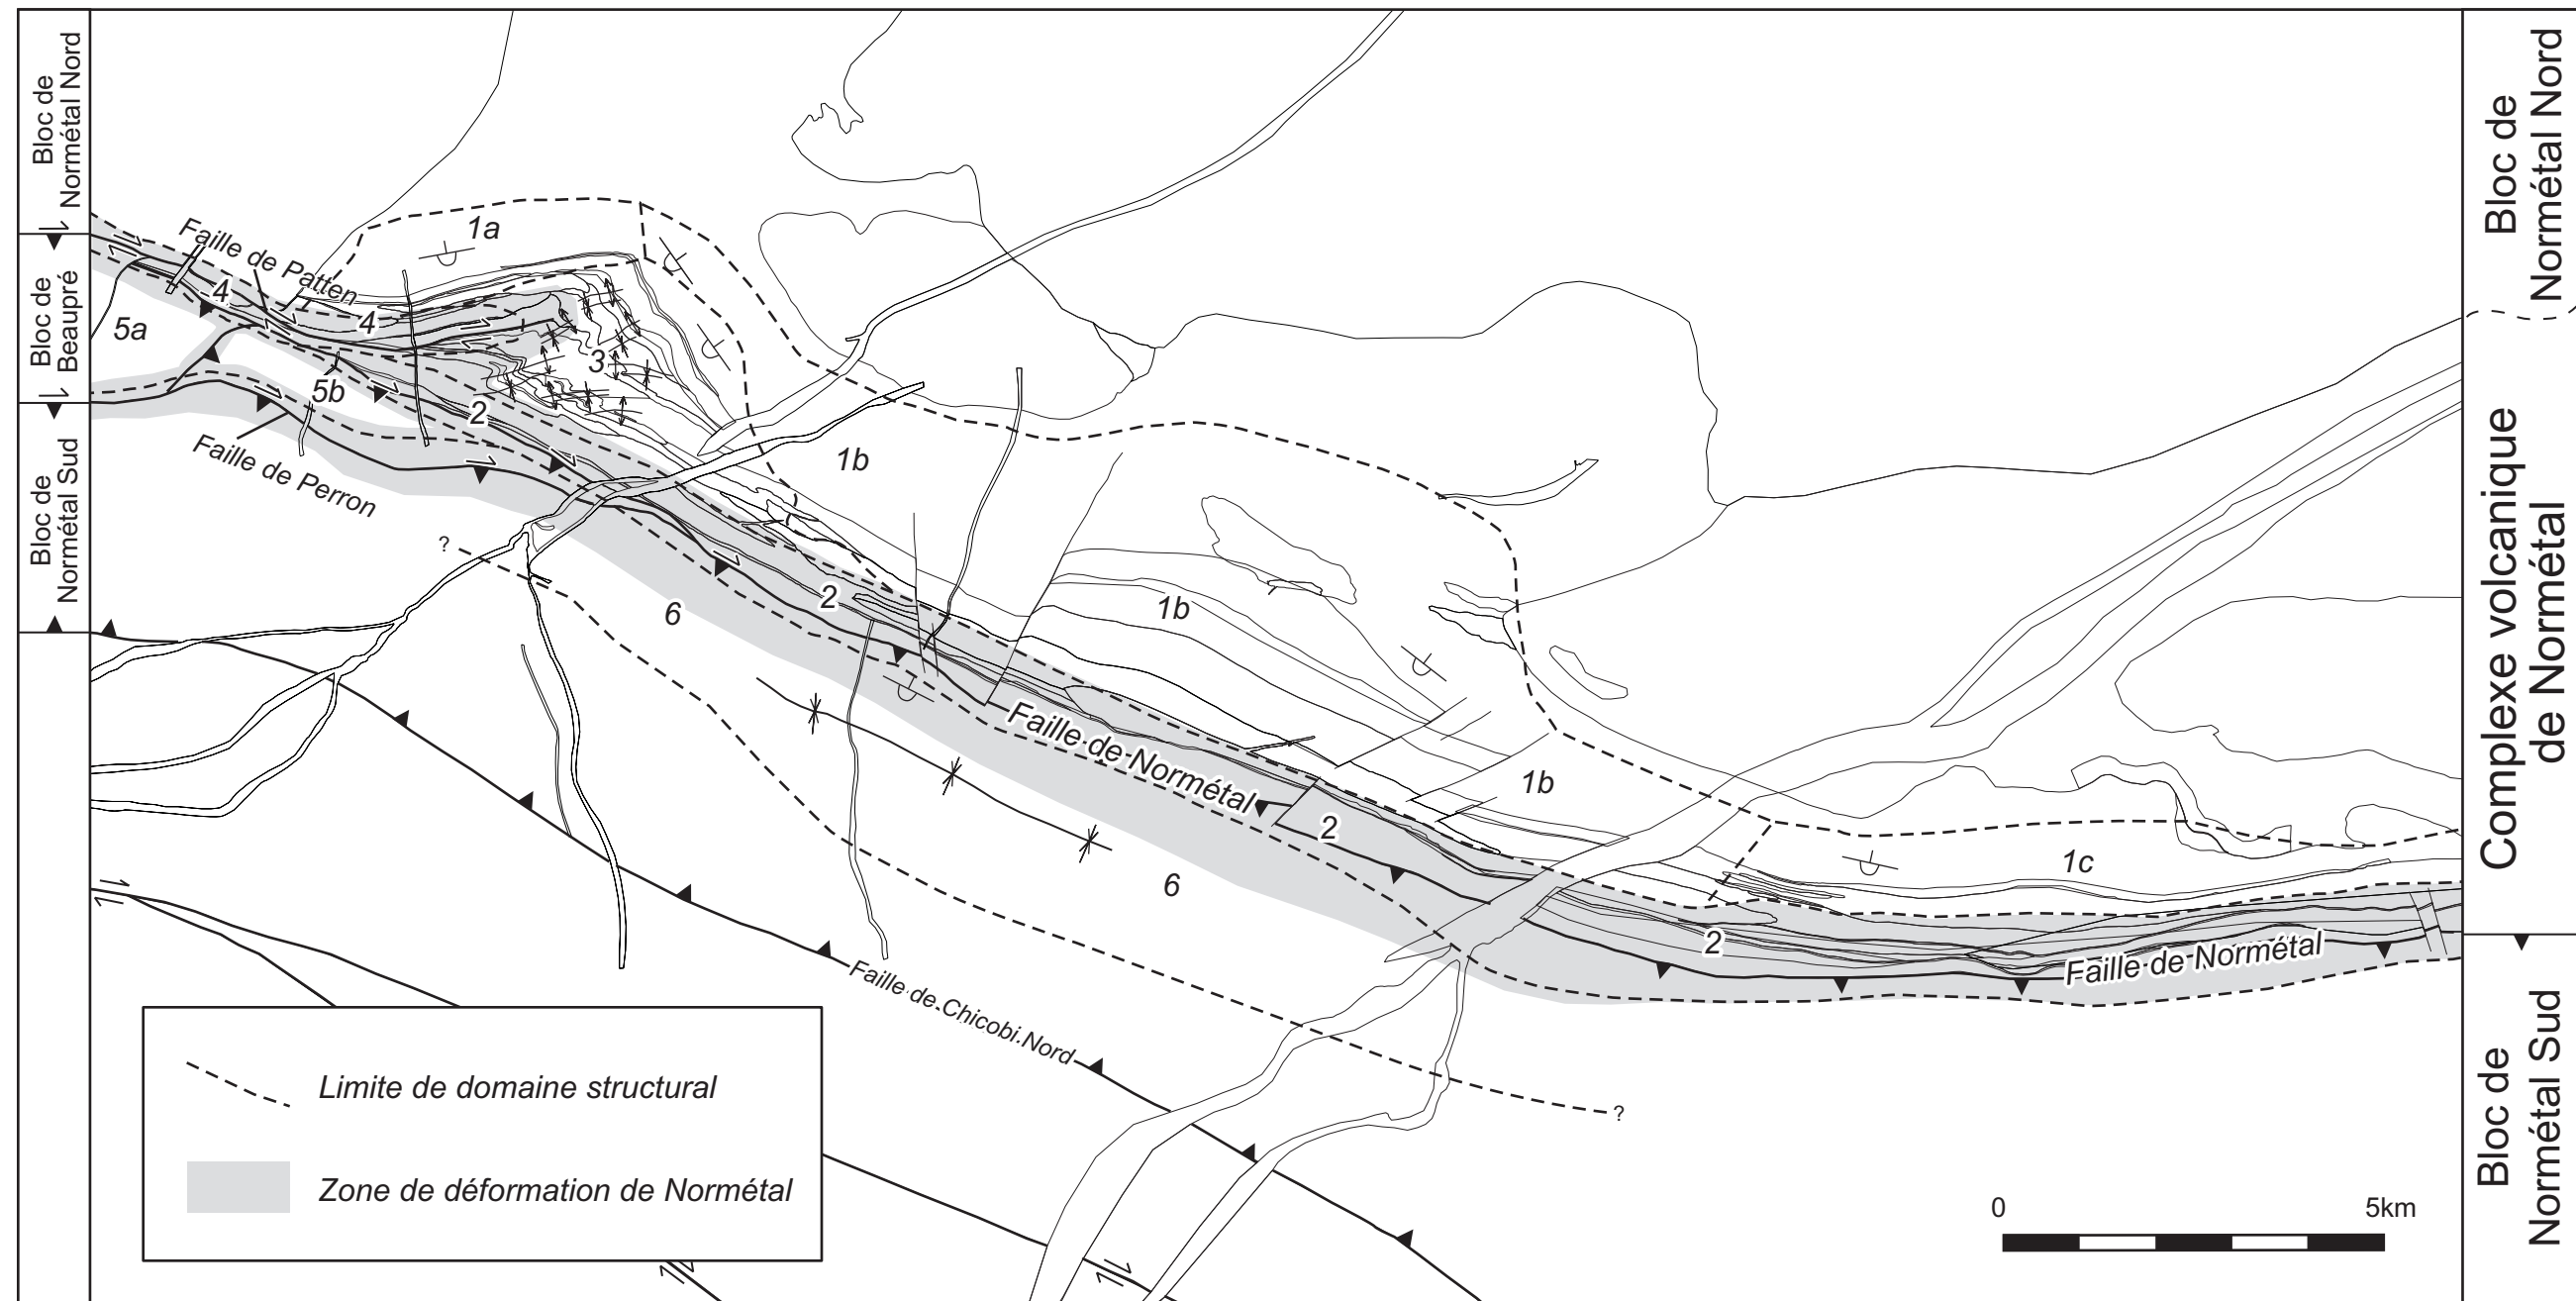 Bloc de
Normétal Nord
Bloc de
Beaupré
Bloc de
Normétal Sud
Faille de Patten
1a
4
4
5a
3
5b
2
Faille de Perron
1b
?
2
6
1b
Faille de Normétal
1b
2
6
1c
2
Faille de Normétal
Faille de Chicobi Nord
?
Limite de domaine structural
Zone de déformation de Normétal
0
5km
Bloc de
Normétal Nord
Complexe volcanique
de Normétal
Bloc de
Normétal Sud